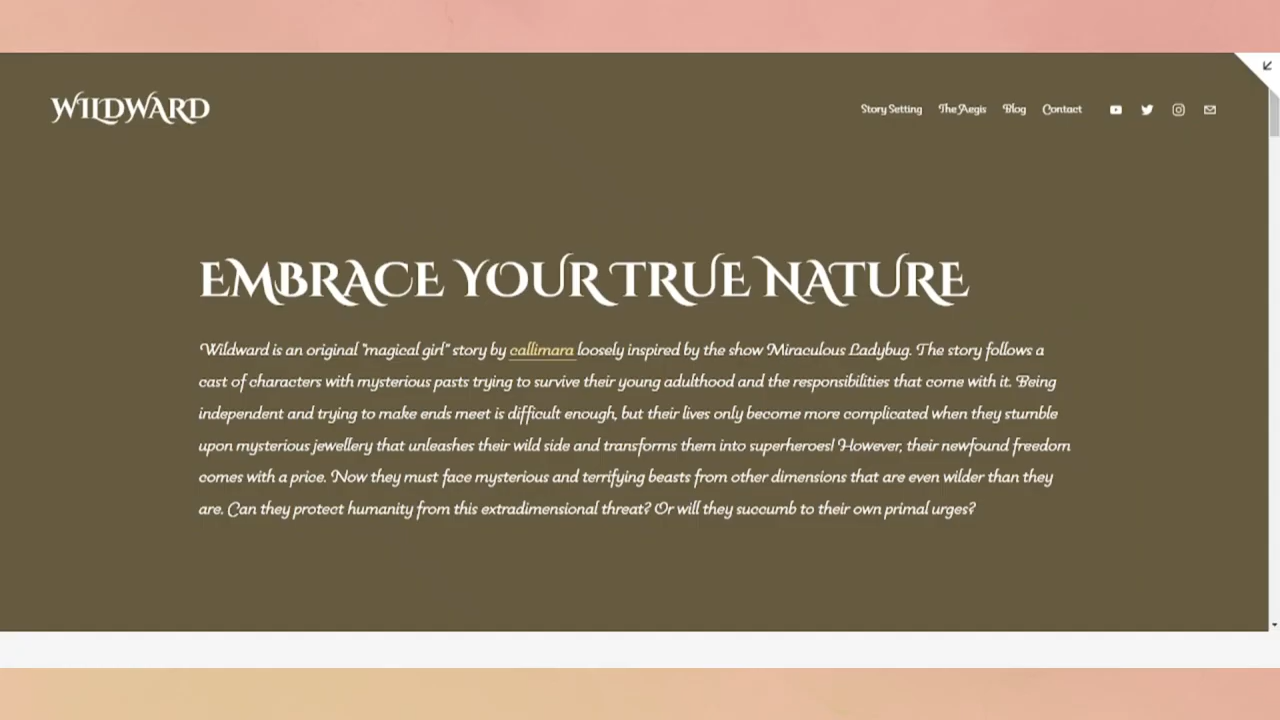 WILDWARD
Story Setting The Aegis Blog Contact
EMBRACE YOUR TRUE NATURE
Wildward is an original "magical girl" story by callimara loosely inspired by the show Miraculous Ladybug. The story follows a
cast of characters with mysterious pasts trying to survive their young adulthood and the responsibilities that come with it. Being
independent and trying to make ends meet is difficult enough, but their lives only become more complicated when they stumble
upon mysterious jewellery that unleashes their wild side and transforms them into superheroes! However, their newfound freedom
comes with a price. Now they must face mysterious and terrifying beasts from other dimensions that are even wilder than they
are. Can they protect humanity from this extradimensional threat? Or will they succumb to their own primal urges?